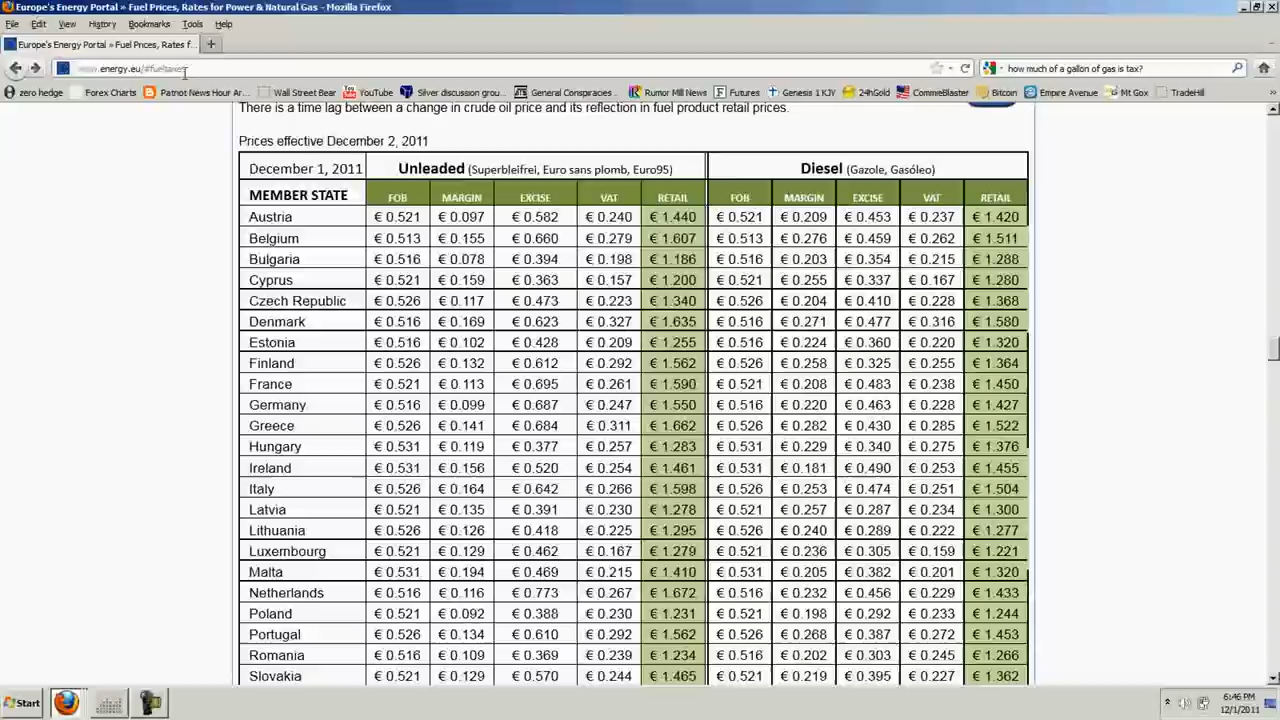 Europe's Energy Portal » Fuel Prices, Rates for Power & Natural Gas - Mozilla Firefox
File Edit View History Bookmarks Tools Help
Europe's Energy Portal » Fuel Prices, Rates f... +
www.energy.eu/#fueltaxes how much of a gallon of gas is tax?
zero hedge Forex Charts Patriot News Hour Ar... Wall Street Bear YouTube Silver discussion grou... General Conspiracies... Rumor Mill News Futures Genesis 1 KJV 24hGold CommeBlaster Bitcoin Empire Avenue Mt Gox TradeHill
There is a time lag between a change in crude oil price and its reflection in fuel product retail prices.
Prices effective December 2, 2011
December 1, 2011 Unleaded (Superbleifrei, Euro sans plomb, Euro95) Diesel (Gazole, Gasóleo)
MEMBER STATE FOB MARGIN EXCISE VAT RETAIL FOB MARGIN EXCISE VAT RETAIL
Austria € 0.521 € 0.097 € 0.582 € 0.240 € 1.440 € 0.521 € 0.209 € 0.453 € 0.237 € 1.420
Belgium € 0.513 € 0.155 € 0.660 € 0.279 € 1.607 € 0.513 € 0.276 € 0.459 € 0.262 € 1.511
Bulgaria € 0.516 € 0.078 € 0.394 € 0.198 € 1.186 € 0.516 € 0.203 € 0.354 € 0.215 € 1.288
Cyprus € 0.521 € 0.159 € 0.363 € 0.157 € 1.200 € 0.521 € 0.255 € 0.337 € 0.167 € 1.280
Czech Republic € 0.526 € 0.117 € 0.473 € 0.223 € 1.340 € 0.526 € 0.204 € 0.410 € 0.228 € 1.368
Denmark € 0.516 € 0.169 € 0.623 € 0.327 € 1.635 € 0.516 € 0.271 € 0.477 € 0.316 € 1.580
Estonia € 0.516 € 0.102 € 0.428 € 0.209 € 1.255 € 0.516 € 0.224 € 0.360 € 0.220 € 1.320
Finland € 0.526 € 0.132 € 0.612 € 0.292 € 1.562 € 0.526 € 0.258 € 0.325 € 0.255 € 1.364
France € 0.521 € 0.113 € 0.695 € 0.261 € 1.590 € 0.521 € 0.208 € 0.483 € 0.238 € 1.450
Germany € 0.516 € 0.099 € 0.687 € 0.247 € 1.550 € 0.516 € 0.220 € 0.463 € 0.228 € 1.427
Greece € 0.526 € 0.141 € 0.684 € 0.311 € 1.662 € 0.526 € 0.282 € 0.430 € 0.285 € 1.522
Hungary € 0.531 € 0.119 € 0.377 € 0.257 € 1.283 € 0.531 € 0.229 € 0.340 € 0.275 € 1.376
Ireland € 0.531 € 0.156 € 0.520 € 0.254 € 1.461 € 0.531 € 0.181 € 0.490 € 0.253 € 1.455
Italy € 0.526 € 0.164 € 0.642 € 0.266 € 1.598 € 0.526 € 0.253 € 0.474 € 0.251 € 1.504
Latvia € 0.521 € 0.135 € 0.391 € 0.230 € 1.278 € 0.521 € 0.257 € 0.287 € 0.234 € 1.300
Lithuania € 0.526 € 0.126 € 0.418 € 0.225 € 1.295 € 0.526 € 0.240 € 0.289 € 0.222 € 1.277
Luxembourg € 0.521 € 0.129 € 0.462 € 0.167 € 1.279 € 0.521 € 0.236 € 0.305 € 0.159 € 1.221
Malta € 0.531 € 0.194 € 0.469 € 0.215 € 1.410 € 0.531 € 0.205 € 0.382 € 0.201 € 1.320
Netherlands € 0.516 € 0.116 € 0.773 € 0.267 € 1.672 € 0.516 € 0.232 € 0.456 € 0.229 € 1.433
Poland € 0.521 € 0.092 € 0.388 € 0.230 € 1.231 € 0.521 € 0.198 € 0.292 € 0.233 € 1.244
Portugal € 0.526 € 0.134 € 0.610 € 0.292 € 1.562 € 0.526 € 0.268 € 0.387 € 0.272 € 1.453
Romania € 0.516 € 0.109 € 0.369 € 0.239 € 1.234 € 0.516 € 0.202 € 0.303 € 0.245 € 1.266
Slovakia € 0.521 € 0.129 € 0.570 € 0.244 € 1.465 € 0.521 € 0.219 € 0.395 € 0.227 € 1.362
Start 6:46 PM
12/1/2011